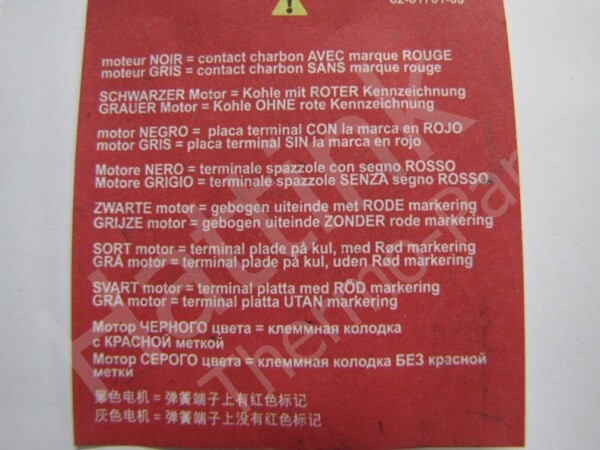 moteur NOIR = contact charbon AVEC marque ROUGE
moteur GRIS = contact charbon SANS marque rouge
SCHWARZER Motor = Kohle mit ROTER Kennzeichnung
GRAUER Motor = Kohle OHNE rote Kennzeichnung
motor NEGRO = placa terminal CON la marca en ROJO
motor GRIS = placa terminal SIN la marca en rojo
Motore NERO = terminale spazzole con segno ROSSO
Motore GRIGIO = terminale spazzole SENZA segno ROSSO
ZWARTE motor = gebogen uiteinde met RODE markering
GRIJZE motor = gebogen uiteinde ZONDER rode markering
SORT motor = terminal plade på kul, med Rød markering
GRÅ motor = terminal plade på kul, uden Rød markering
SVART motor = terminal platta med RÖD markering
GRÅ motor = terminal platta UTAN markering
Мотор ЧЕРНОГО цвета = клеммная колодка
с КРАСНОЙ меткой
Мотор СЕРОГО цвета = клеммная колодка БЕЗ красной
метки
黑色电机 = 弹簧端子上有红色标记
灰色电机 = 弹簧端子上没有红色标记